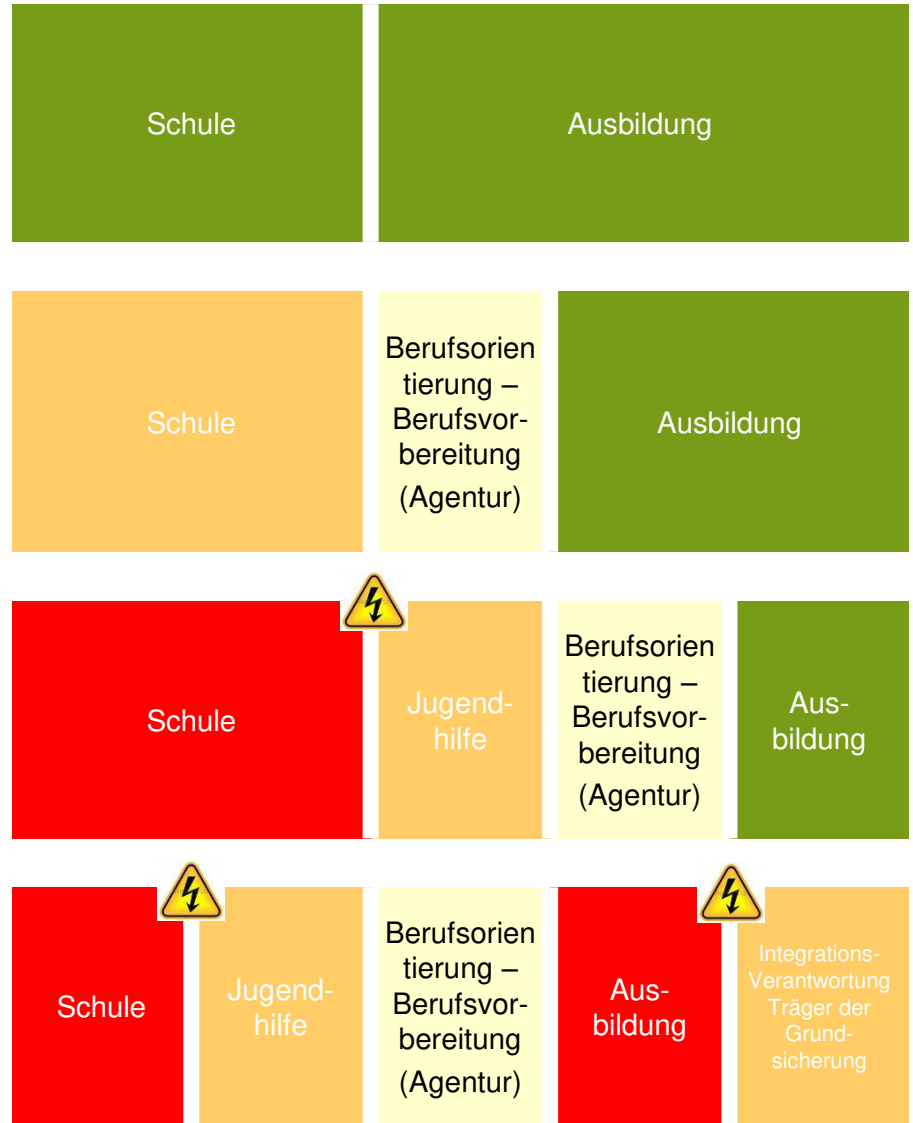 Schule
Ausbildung
Schule
Berufsorien
tierung –
Berufsvor-
bereitung
(Agentur)
Ausbildung
Schule
Jugend-
hilfe
Berufsorien
tierung –
Berufsvor-
bereitung
(Agentur)
Aus-
bildung
Schule
Jugend-
hilfe
Berufsorien
tierung –
Berufsvor-
bereitung
(Agentur)
Aus-
bildung
Integrations-
Verantwortung
Träger der
Grund-
sicherung